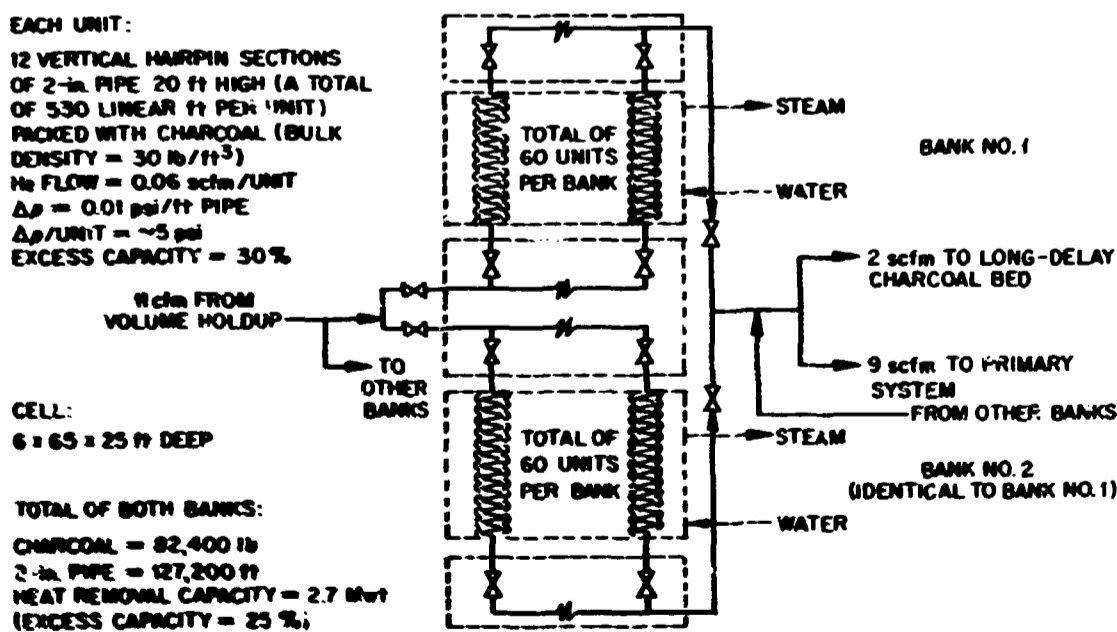 EACH UNIT:
12 VERTICAL HAIRPIN SECTIONS
OF 2-in PIPE 20 ft HIGH (A TOTAL
OF 530 LINEAR ft PER UNIT)
PACKED WITH CHARCOAL (BULK
DENSITY = 30 lb/ft³)
He FLOW = 0.06 scfm/UNIT
Δp = 0.01 psi/ft PIPE
Δp/UNIT = ~5 psi
EXCESS CAPACITY = 30%
11 cfm FROM
VOLUME HOLDUP
TO
OTHER
BANKS
CELL:
6 x 65 x 25 ft DEEP
TOTAL OF BOTH BANKS:
CHARCOAL = 82,400 lb
2-in PIPE = 127,200 ft
HEAT REMOVAL CAPACITY = 2.7 Mwt
(EXCESS CAPACITY = 25 %;
TOTAL OF
60 UNITS
PER BANK
STEAM
WATER
BANK NO. 1
2 scfm TO LONG-DELAY
CHARCOAL BED
9 scfm TO PRIMARY
SYSTEM
FROM OTHER BANKS
TOTAL OF
60 UNITS
PER BANK
STEAM
WATER
BANK NO. 2
(IDENTICAL TO BANK NO. 1)